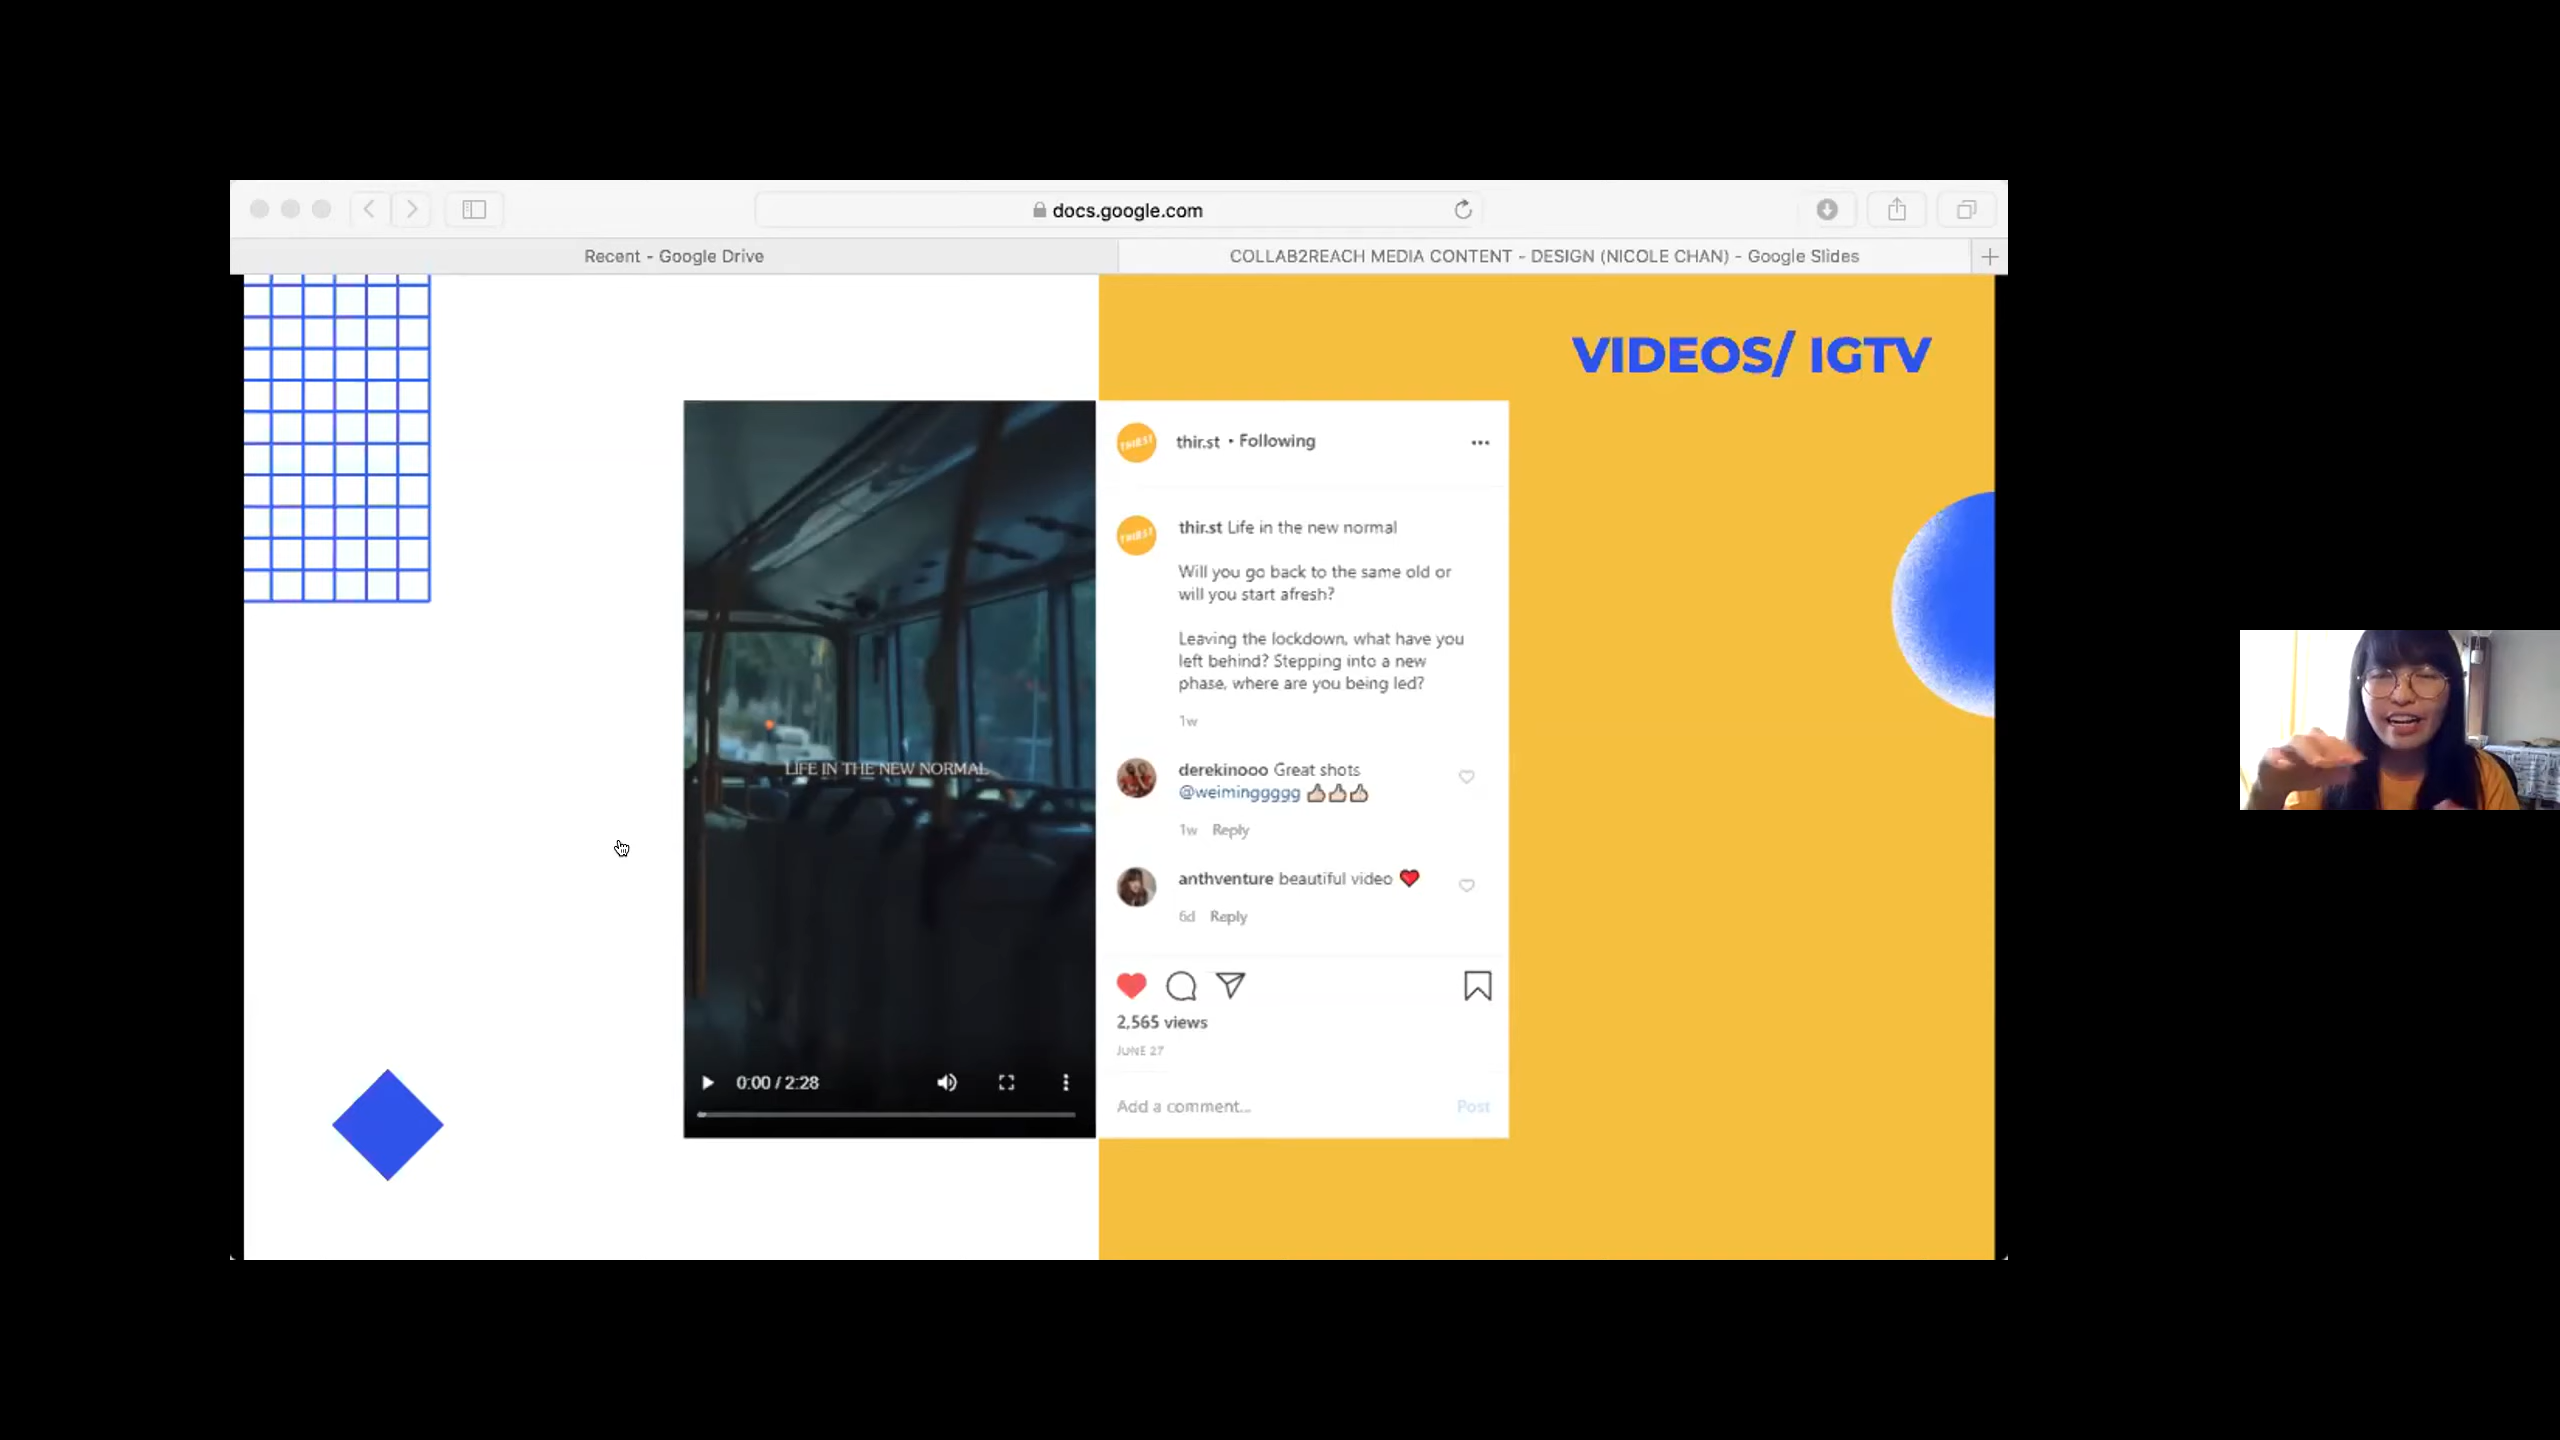 docs.google.com
Recent - Google Drive
COLLAB2REACH MEDIA CONTENT - DESIGN (NICOLE CHAN) - Google Slides
VIDEOS/ IGTV
THIRST
thir.st • Following
THIRST
thir.st Life in the new normal
Will you go back to the same old or
will you start afresh?
Leaving the lockdown, what have you
left behind? Stepping into a new
phase, where are you being led?
1w
LIFE IN THE NEW NORMAL
derekinooo Great shots
@weiminggggg 👍🏻👍🏻👍🏻
1w Reply
anthventure beautiful video ❤️
6d Reply
2,565 views
JUNE 27
0:00 / 2:28
Add a comment...
Post